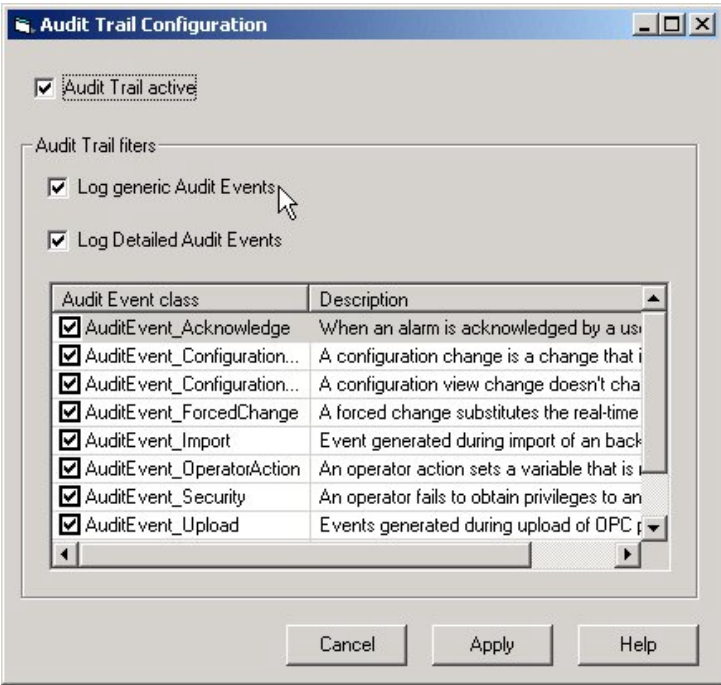 Audit Trail Configuration
Audit Trail active
Audit Trail fiters
Log generic Audit Events
Log Detailed Audit Events
Audit Event class Description
AuditEvent_Acknowledge When an alarm is acknowledged by a us
AuditEvent_Configuration... A configuration change is a change that i
AuditEvent_Configuration... A configuration view change doesn't cha
AuditEvent_ForcedChange A forced change substitutes the real-time
AuditEvent_Import Event generated during import of an back
AuditEvent_OperatorAction An operator action sets a variable that is
AuditEvent_Security An operator fails to obtain privileges to an
AuditEvent_Upload Events generated during upload of OPC p
Cancel Apply Help